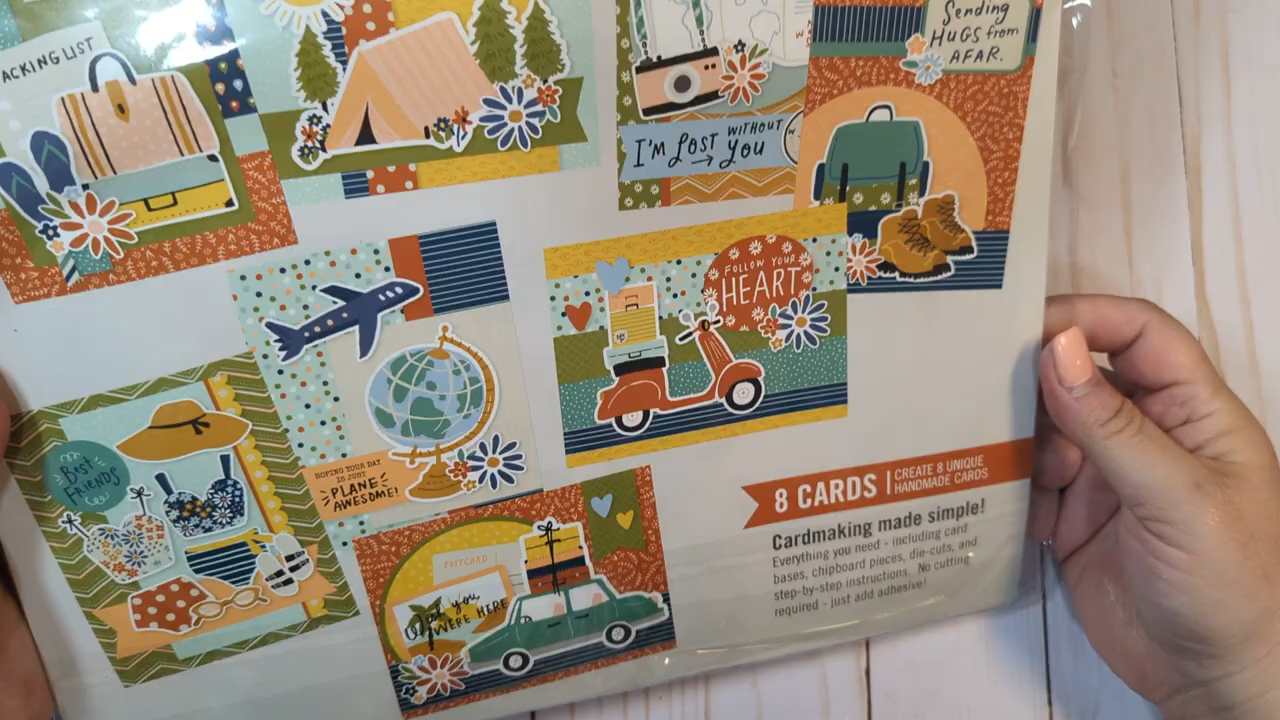 ACKING LIST
I'M LOST WITHOUT
YOU
Sending
HUGS from
AFAR.
FOLLOW YOUR
HEART
Best
FRIENDS
HOPING YOUR DAY
IS JUST
PLANE
AWESOME!
POSTCARD
you
WERE HERE
8 CARDS | CREATE 8 UNIQUE
HANDMADE CARDS
Cardmaking made simple!
Everything you need - including card
bases, chipboard pieces, die-cuts, and
step-by-step instructions. No cutting
required - just add adhesive!